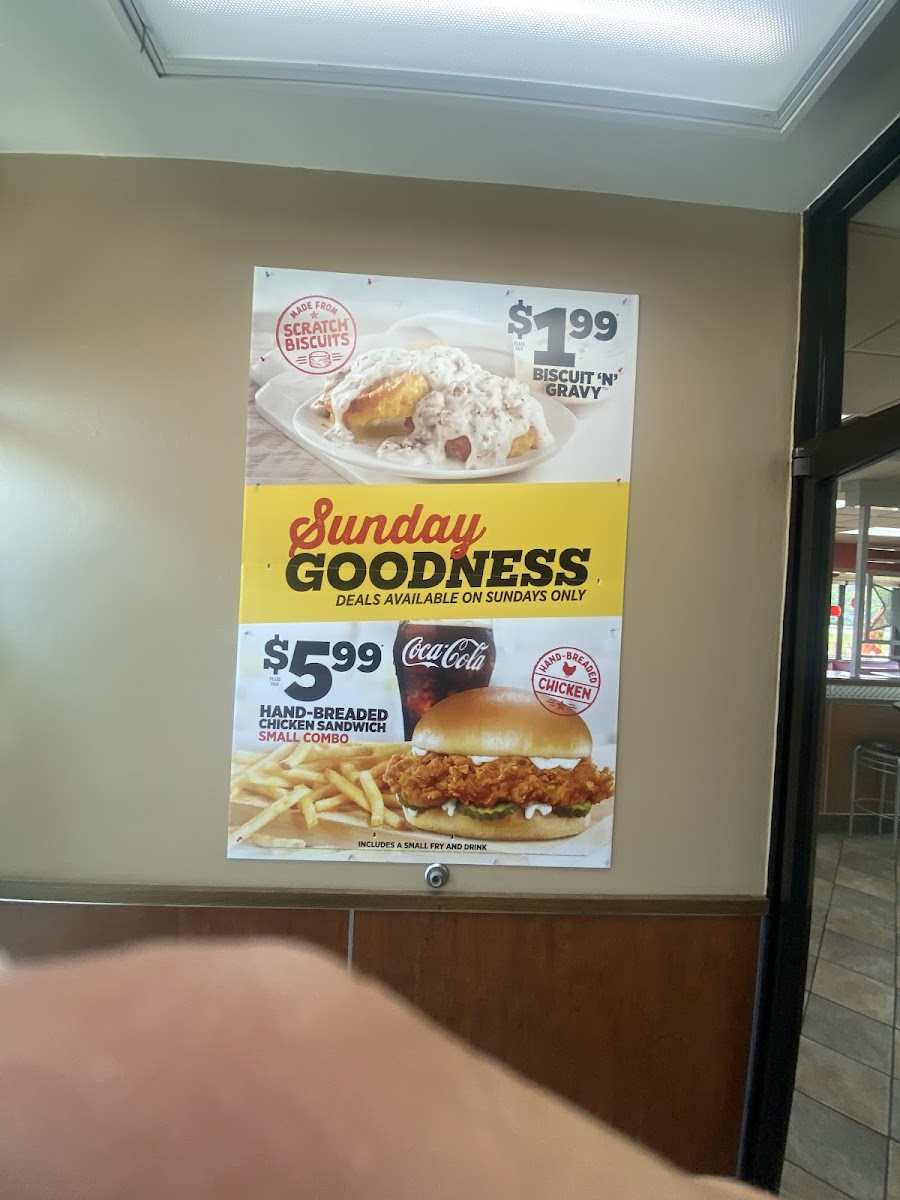 MADE FROM
SCRATCH
BISCUITS
$1.99*
PLUS
TAX
BISCUIT 'N'
GRAVY™
Sunday
GOODNESS
DEALS AVAILABLE ON SUNDAYS ONLY
$5.99*
PLUS
TAX
HAND-BREADED
CHICKEN SANDWICH
SMALL COMBO
Coca-Cola
HAND-BREADED
CHICKEN
INCLUDES A SMALL FRY AND DRINK